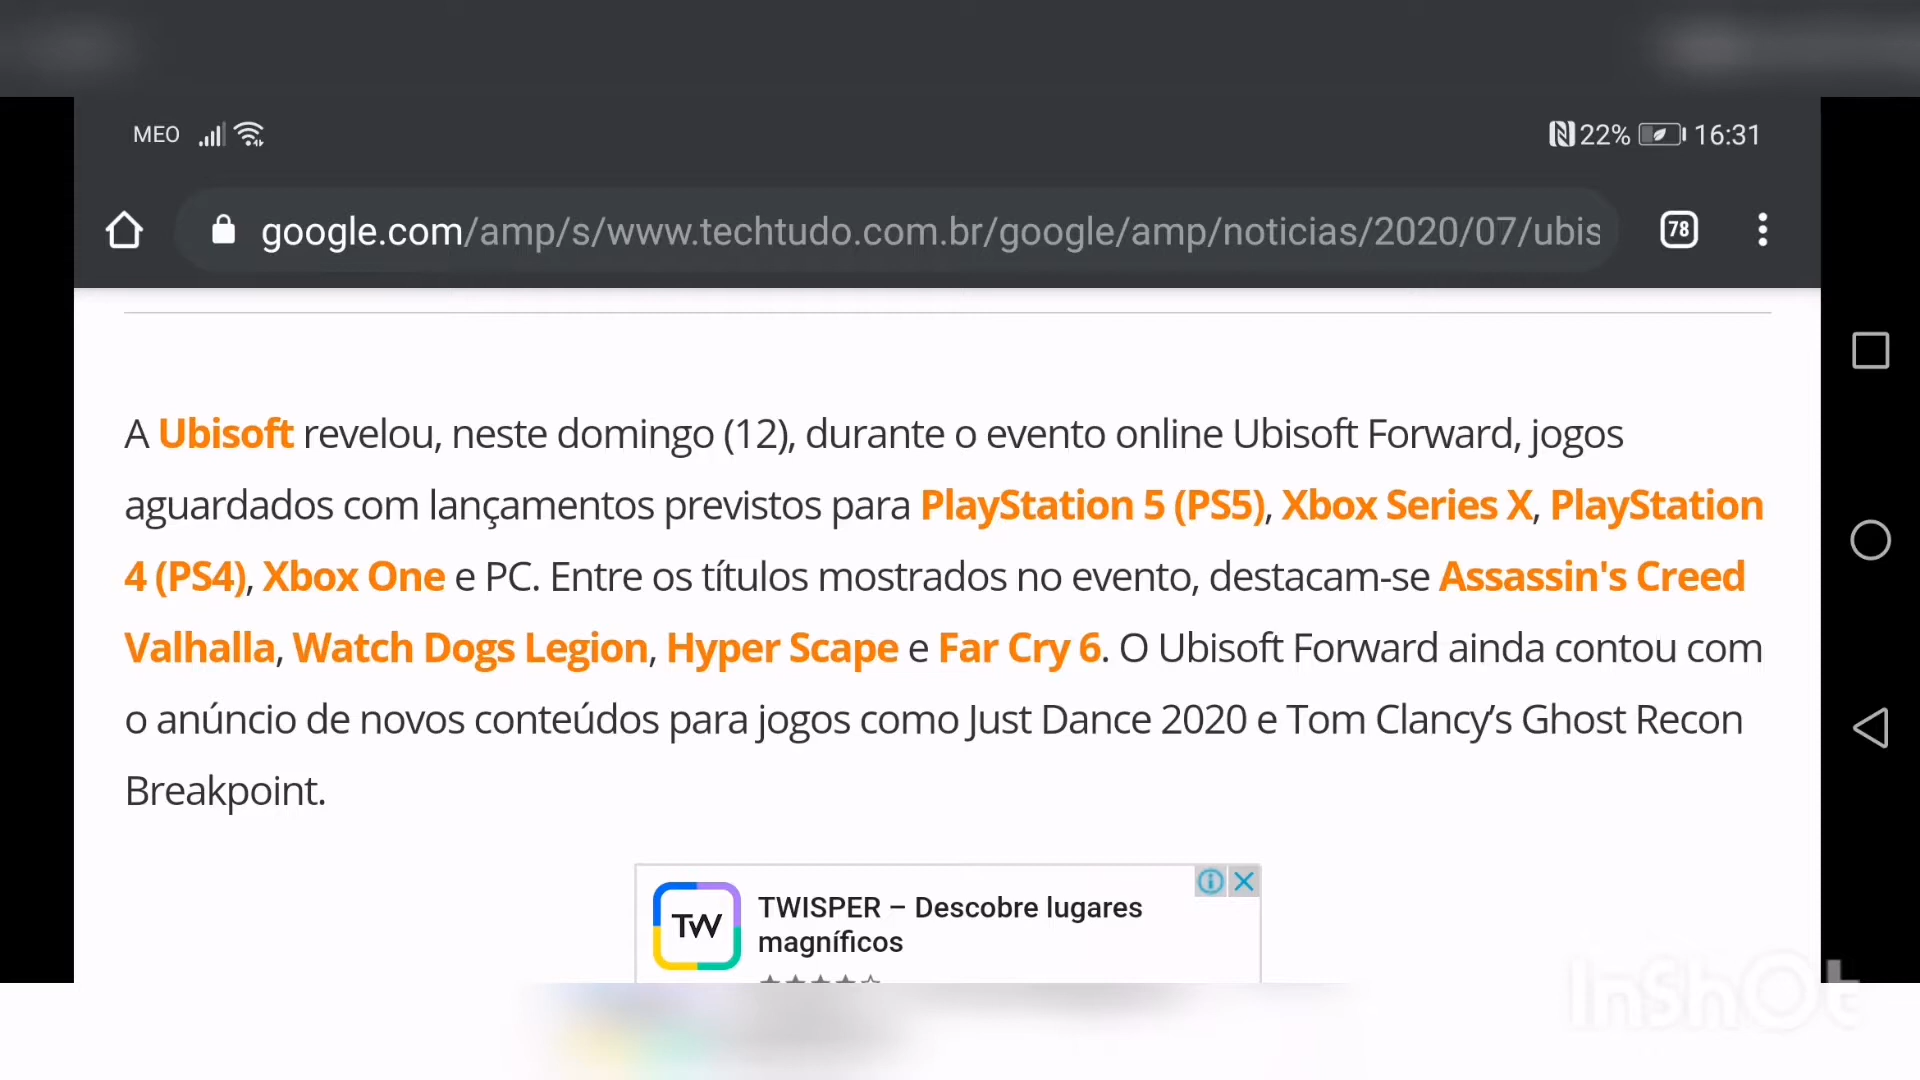 MEO
22% 16:31
google.com/amp/s/www.techtudo.com.br/google/amp/noticias/2020/07/ubis
78
A Ubisoft revelou, neste domingo (12), durante o evento online Ubisoft Forward, jogos
aguardados com lançamentos previstos para PlayStation 5 (PS5), Xbox Series X, PlayStation
4 (PS4), Xbox One e PC. Entre os títulos mostrados no evento, destacam-se Assassin's Creed
Valhalla, Watch Dogs Legion, Hyper Scape e Far Cry 6. O Ubisoft Forward ainda contou com
o anúncio de novos conteúdos para jogos como Just Dance 2020 e Tom Clancy’s Ghost Recon
Breakpoint.
TW
TWISPER – Descobre lugares
magníficos
InShOt